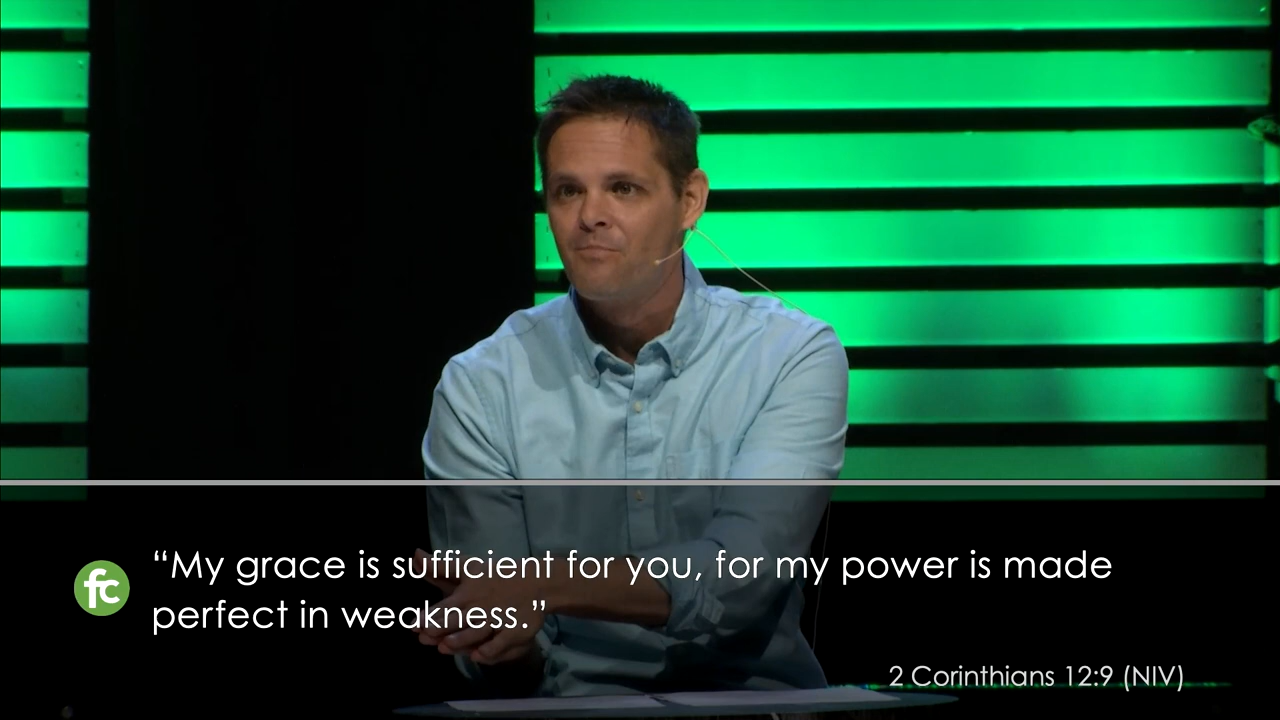 fc
“My grace is sufficient for you, for my power is made
perfect in weakness.”
2 Corinthians 12:9 (NIV)